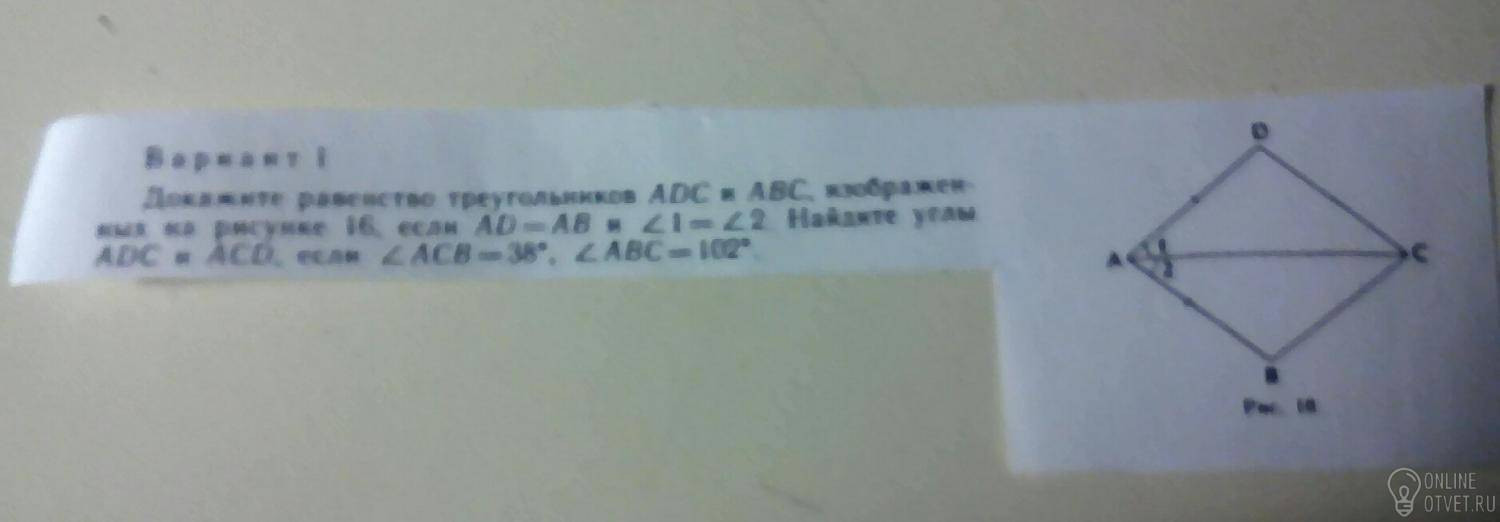 Вариант 1
Докажите равенство треугольников ADC и ABC, изображен-
ных на рисунке 16, если AD=AB и ∠1=∠2. Найдите углы
ADC и ACD, если ∠ACB=38°, ∠ABC=102°.
D
A
1
2
C
B
Рис. 16
ONLINE
OTVET.RU